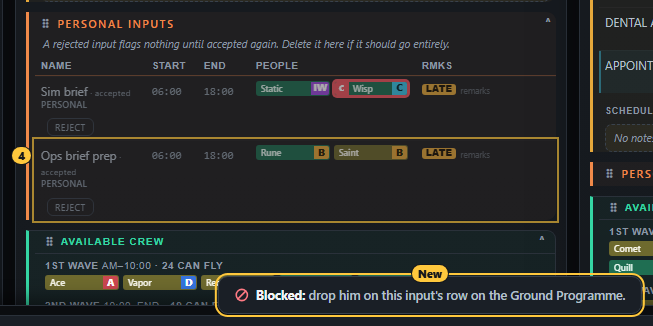 PERSONAL INPUTS
A rejected input flags nothing until accepted again. Delete it here if it should go entirely.
NAME START END PEOPLE RMKS
Sim brief · accepted 06:00 18:00 Static IW C Wisp C LATE remarks
PERSONAL
REJECT
4
Ops brief prep · 06:00 18:00 Rune B Saint B LATE remarks
accepted
PERSONAL
REJECT
AVAILABLE CREW
1ST WAVE AM–10:00 · 24 CAN FLY
Ace A Vapor D
New
Blocked: drop him on this input's row on the Ground Programme.
2ND WAVE
DENTAL
APPOINT
SCHEDUL
No note
PERS
AVAI
1ST WAV
Comet
Quill